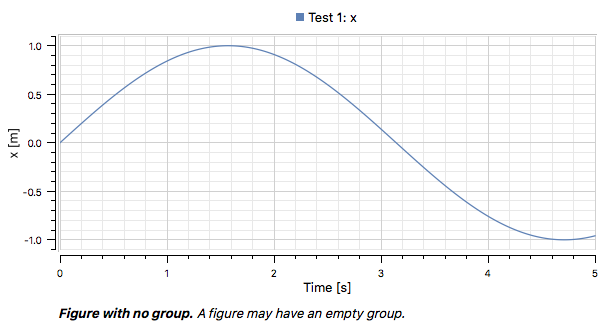 Test 1: x
1.0
0.5
0.0
-0.5
-1.0
x [m]
0 1 2 3 4 5
Time [s]
Figure with no group. A figure may have an empty group.